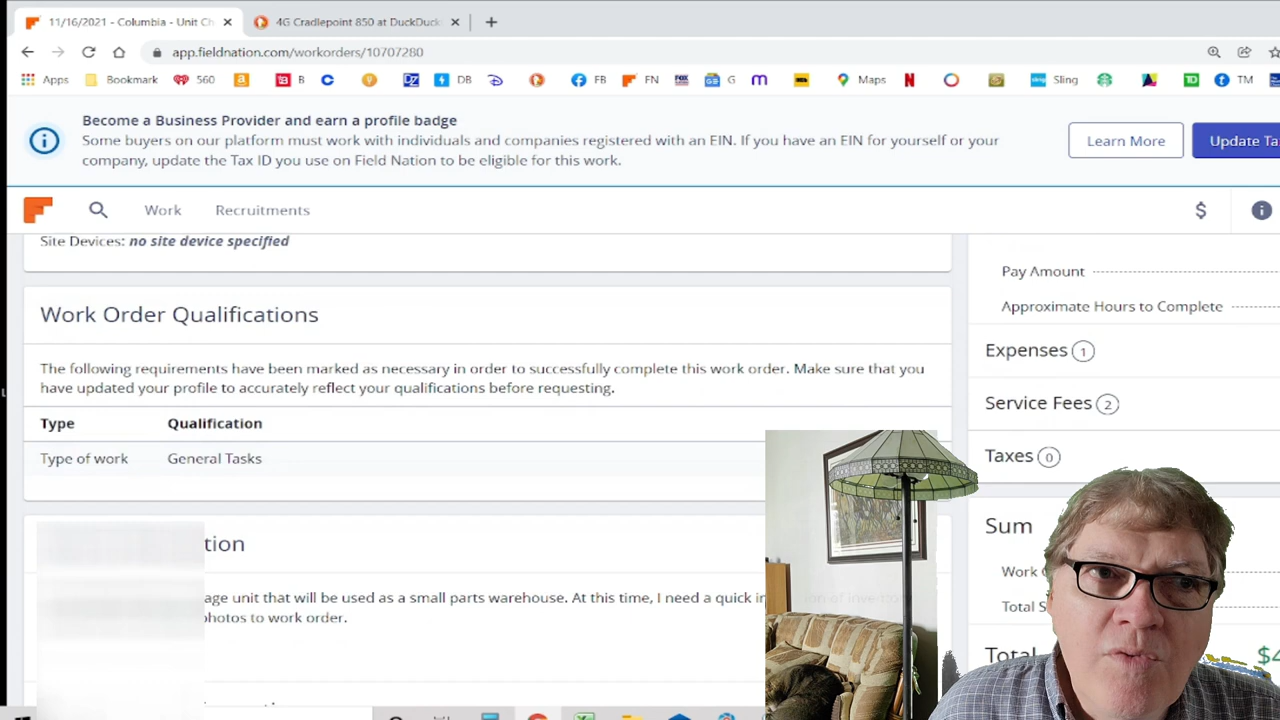 11/16/2021 - Columbia - Unit Ch
4G Cradlepoint 850 at DuckDuck
app.fieldnation.com/workorders/10707280
Apps Bookmark 560 B DB FB FN G Maps Sling TM
Become a Business Provider and earn a profile badge
Some buyers on our platform must work with individuals and companies registered with an EIN. If you have an EIN for yourself or your
company, update the Tax ID you use on Field Nation to be eligible for this work.
Learn More
Update Ta
Work Recruitments
$
Site Devices: no site device specified
Work Order Qualifications
The following requirements have been marked as necessary in order to successfully complete this work order. Make sure that you
have updated your profile to accurately reflect your qualifications before requesting.
Type Qualification
Type of work General Tasks
tion
age unit that will be used as a small parts warehouse. At this time, I need a quick in
photos to work order.
Pay Amount
Approximate Hours to Complete
Expenses 1
Service Fees 2
Taxes 0
Sum
Work
Total S
Total $4